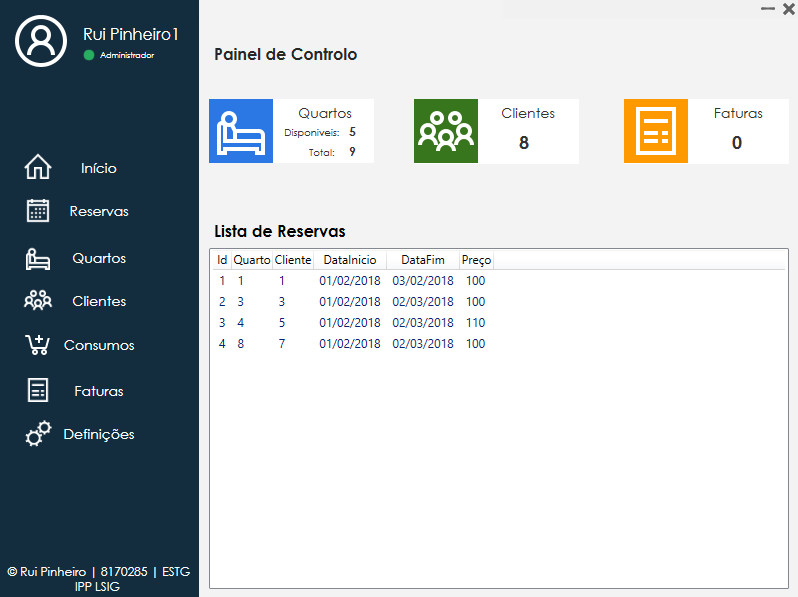 Rui Pinheiro1
Administrador
Início
Reservas
Quartos
Clientes
Consumos
Faturas
Definições
© Rui Pinheiro | 8170285 | ESTG
IPP LSIG
Painel de Controlo
Quartos
Disponiveis: 5
Total: 9
Clientes
8
Faturas
0
Lista de Reservas
Id Quarto Cliente DataInicio DataFim Preço
1 1 1 01/02/2018 03/02/2018 100
2 3 3 01/02/2018 02/03/2018 100
3 4 5 01/02/2018 02/03/2018 110
4 8 7 01/02/2018 02/03/2018 100